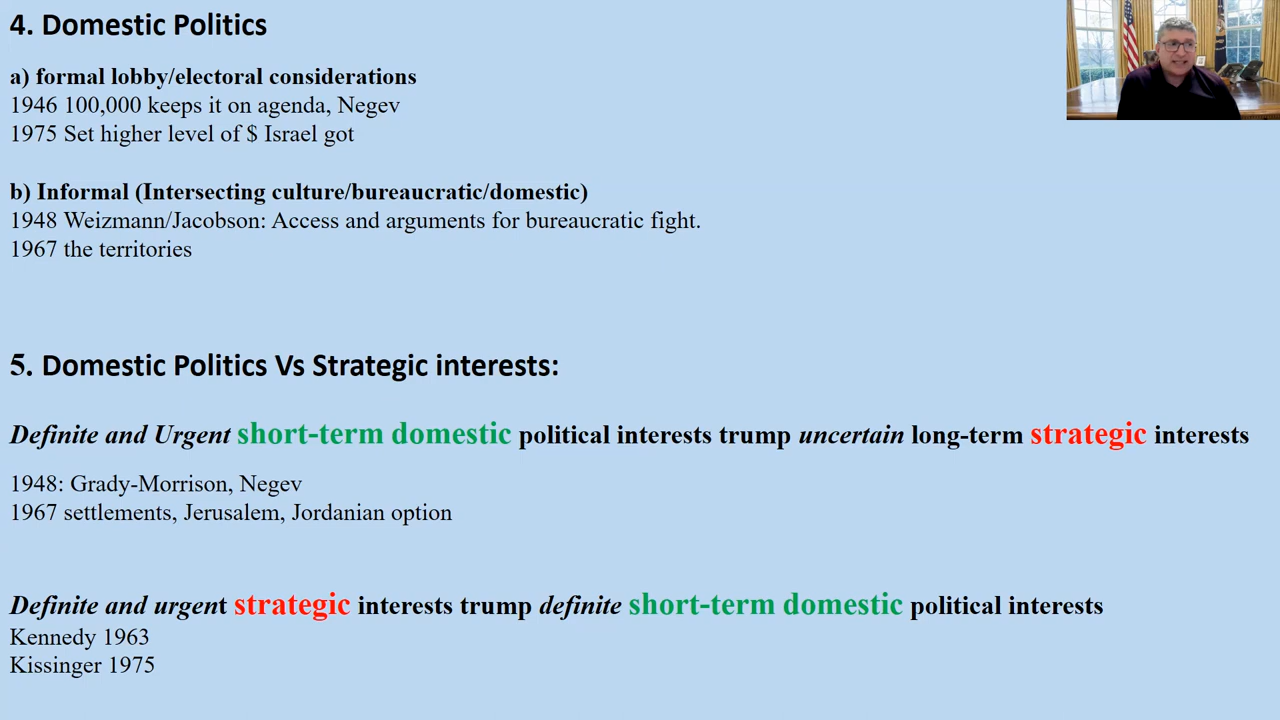 4. Domestic Politics
a) formal lobby/electoral considerations
1946 100,000 keeps it on agenda, Negev
1975 Set higher level of $ Israel got
b) Informal (Intersecting culture/bureaucratic/domestic)
1948 Weizmann/Jacobson: Access and arguments for bureaucratic fight.
1967 the territories
5. Domestic Politics Vs Strategic interests:
Definite and Urgent short-term domestic political interests trump uncertain long-term strategic interests
1948: Grady-Morrison, Negev
1967 settlements, Jerusalem, Jordanian option
Definite and urgent strategic interests trump definite short-term domestic political interests
Kennedy 1963
Kissinger 1975